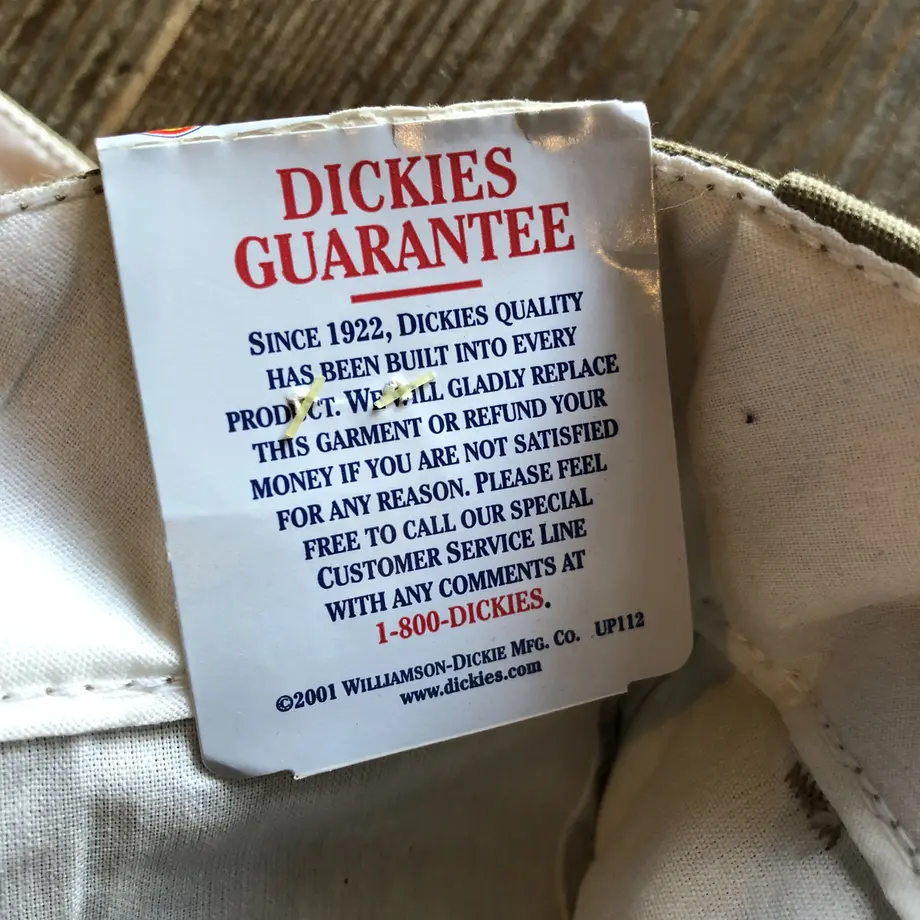 DICKIES
GUARANTEE
SINCE 1922, DICKIES QUALITY
HAS BEEN BUILT INTO EVERY
PRODUCT. WE WILL GLADLY REPLACE
THIS GARMENT OR REFUND YOUR
MONEY IF YOU ARE NOT SATISFIED
FOR ANY REASON. PLEASE FEEL
FREE TO CALL OUR SPECIAL
CUSTOMER SERVICE LINE
WITH ANY COMMENTS AT
1-800-DICKIES.
©2001 WILLIAMSON-DICKIE MFG. CO. UP112
www.dickies.com